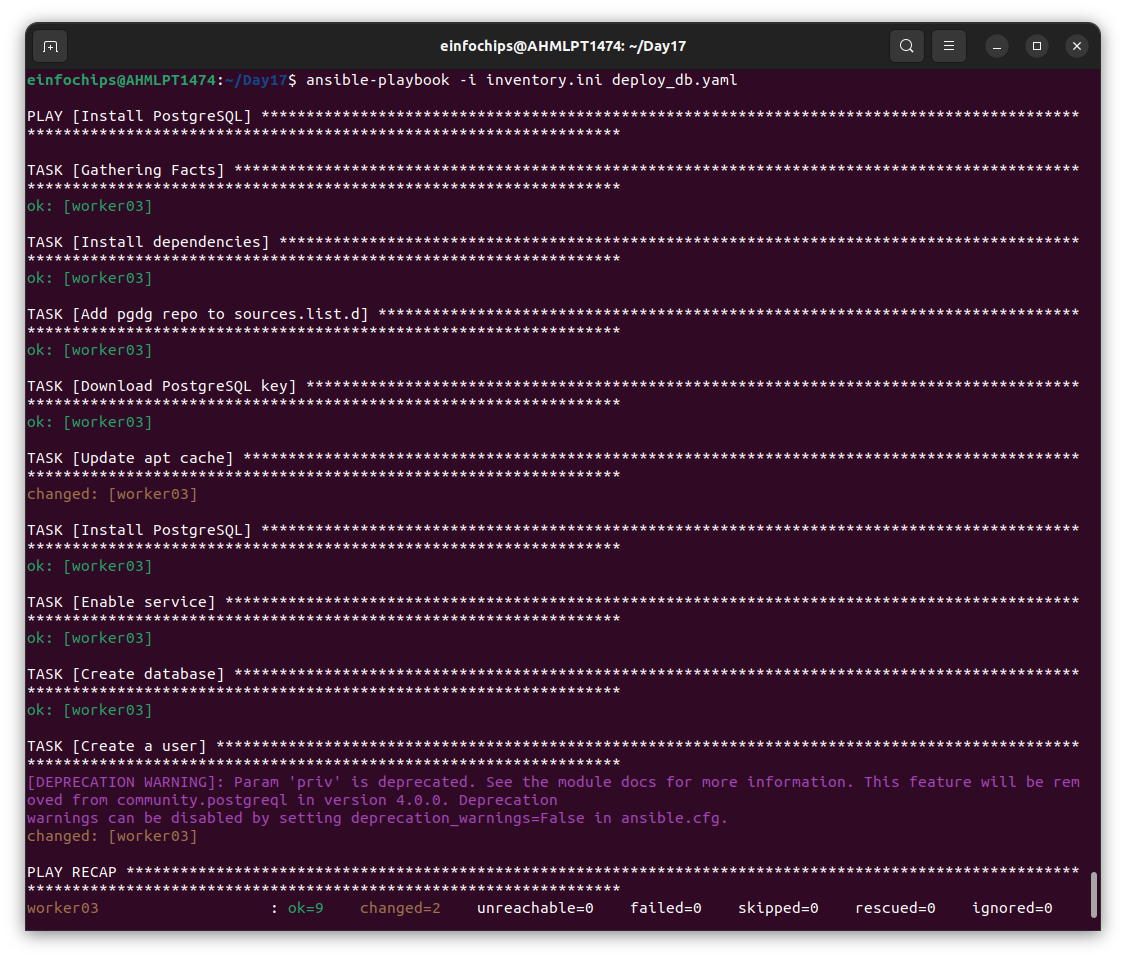 einfochips@AHMLPT1474: ~/Day17
einfochips@AHMLPT1474:~/Day17$ ansible-playbook -i inventory.ini deploy_db.yaml
PLAY [Install PostgreSQL] *******************************************************************************************
******************************************************************
TASK [Gathering Facts] **********************************************************************************************
******************************************************************
ok: [worker03]
TASK [Install dependencies] *****************************************************************************************
******************************************************************
ok: [worker03]
TASK [Add pgdg repo to sources.list.d] ******************************************************************************
******************************************************************
ok: [worker03]
TASK [Download PostgreSQL key] **************************************************************************************
******************************************************************
ok: [worker03]
TASK [Update apt cache] *********************************************************************************************
******************************************************************
changed: [worker03]
TASK [Install PostgreSQL] *******************************************************************************************
******************************************************************
ok: [worker03]
TASK [Enable service] ***********************************************************************************************
******************************************************************
ok: [worker03]
TASK [Create database] **********************************************************************************************
******************************************************************
ok: [worker03]
TASK [Create a user] ************************************************************************************************
******************************************************************
[DEPRECATION WARNING]: Param 'priv' is deprecated. See the module docs for more information. This feature will be rem
oved from community.postgreql in version 4.0.0. Deprecation
warnings can be disabled by setting deprecation_warnings=False in ansible.cfg.
changed: [worker03]
PLAY RECAP **********************************************************************************************************
******************************************************************
worker03                   : ok=9    changed=2    unreachable=0    failed=0    skipped=0    rescued=0    ignored=0